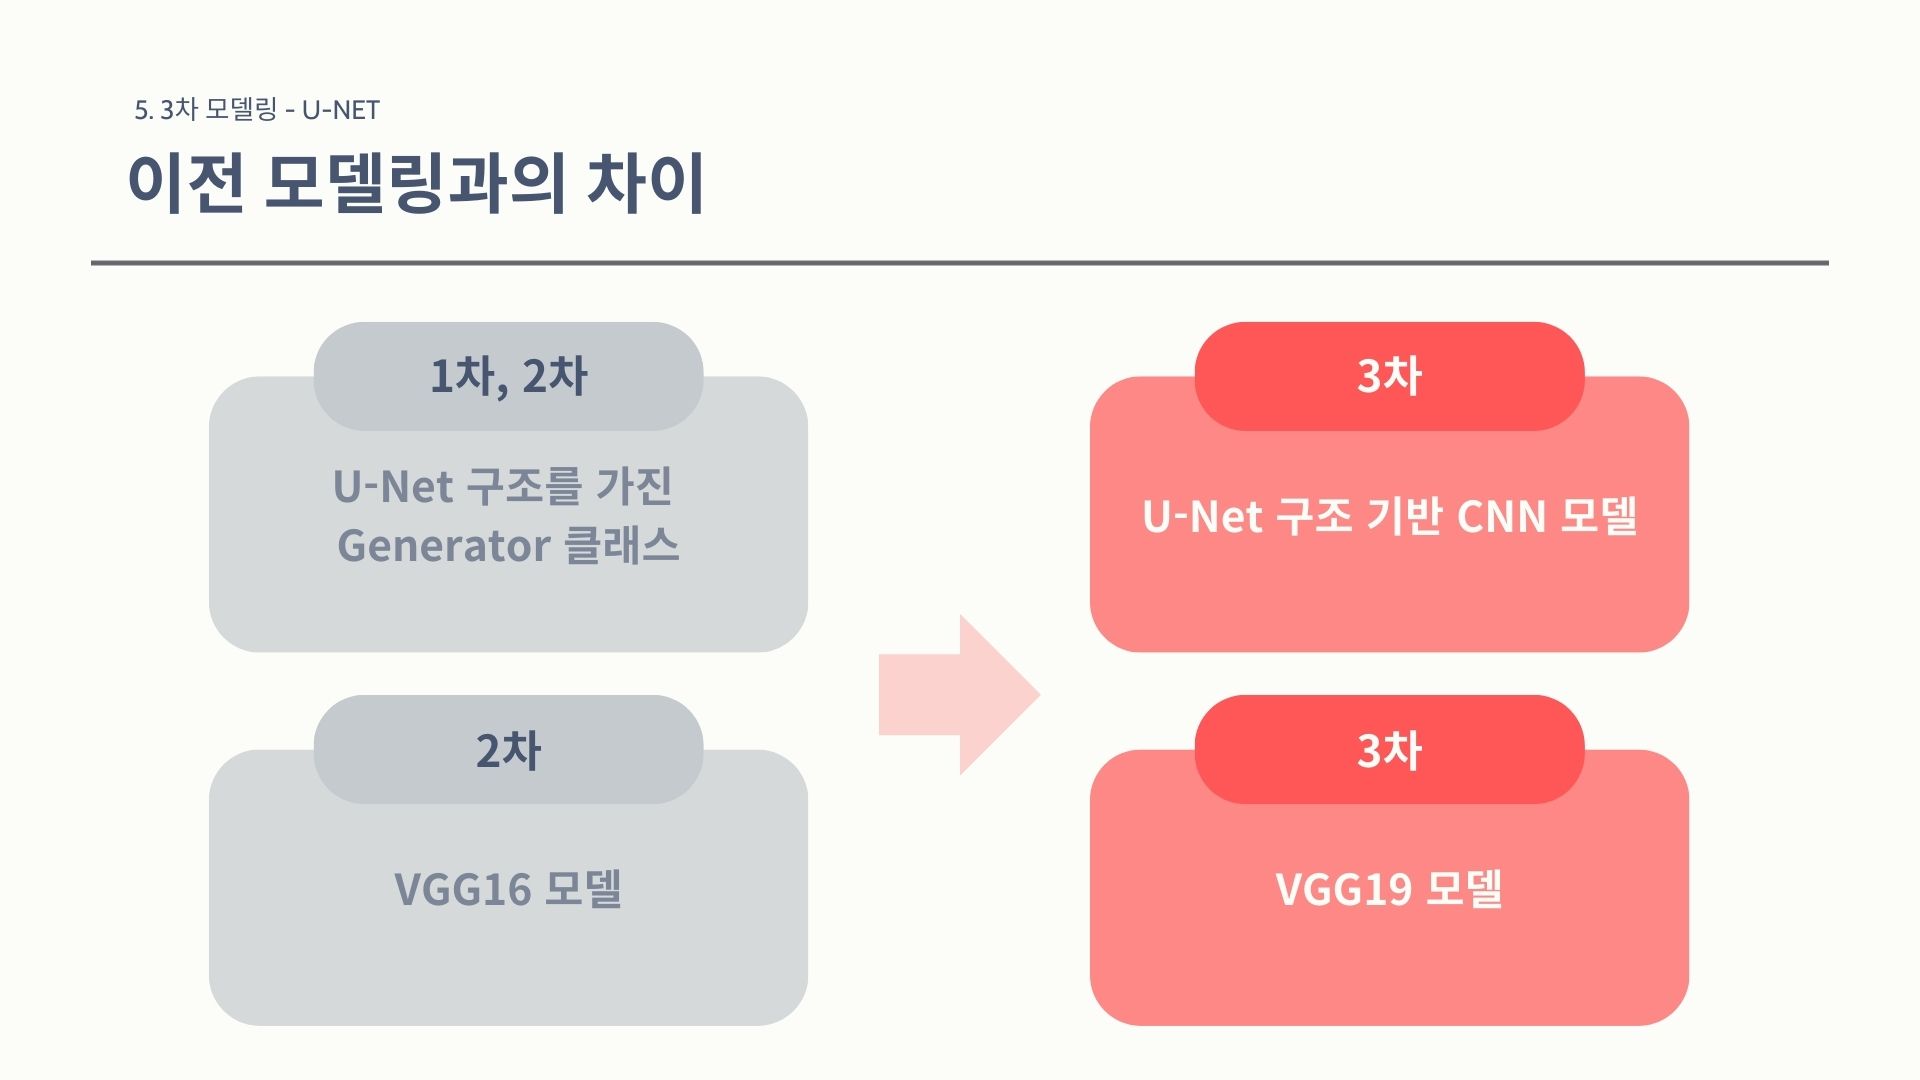 5. 3차 모델링 - U-NET
이전 모델링과의 차이
1차, 2차
U-Net 구조를 가진
Generator 클래스
3차
U-Net 구조 기반 CNN 모델
2차
VGG16 모델
3차
VGG19 모델